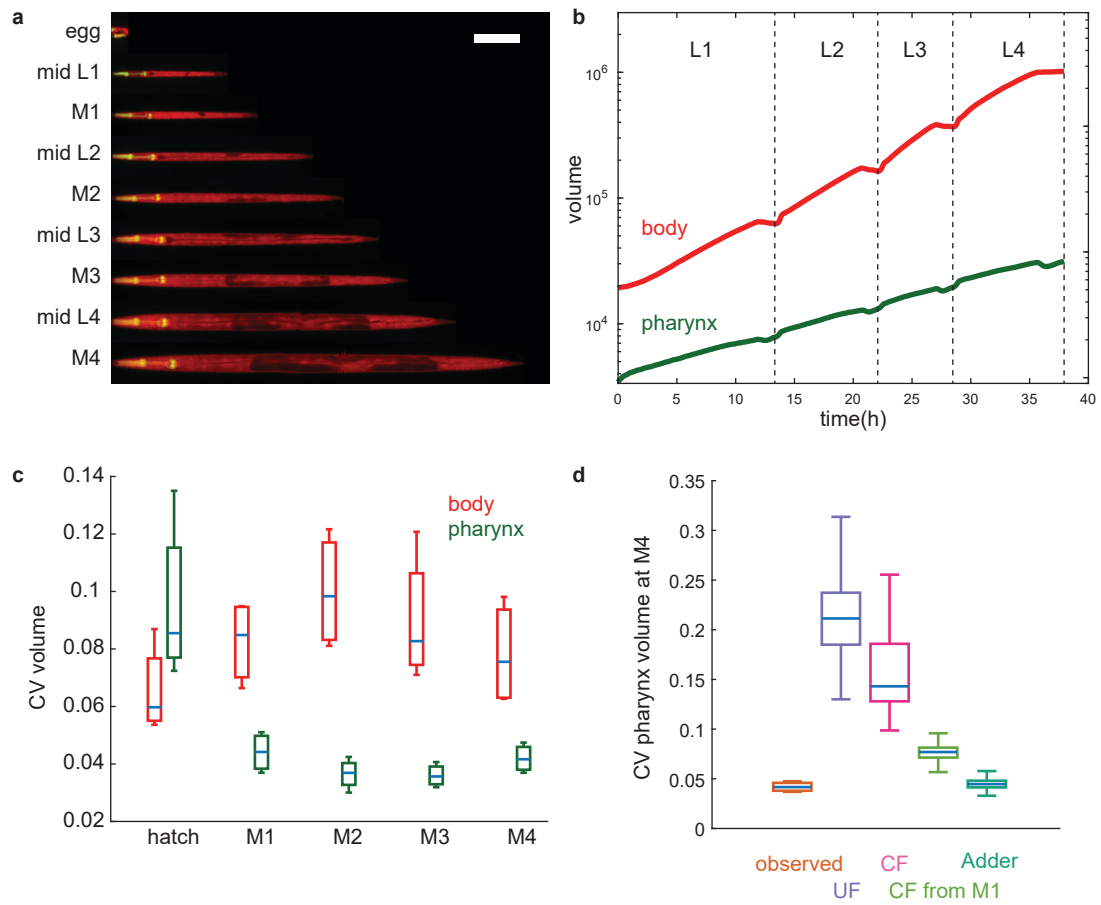 a
egg
mid L1
M1
mid L2
M2
mid L3
M3
mid L4
M4
b
L1
L2
L3
L4
10^6
10^5
10^4
volume
body
pharynx
0
5
10
15
20
25
30
35
40
time(h)
c
0.14
0.12
0.1
0.08
0.06
0.04
0.02
CV volume
body
pharynx
hatch
M1
M2
M3
M4
d
0.35
0.3
0.25
0.2
0.15
0.1
0.05
0
CV pharynx volume at M4
observed
CF
Adder
UF
CF from M1